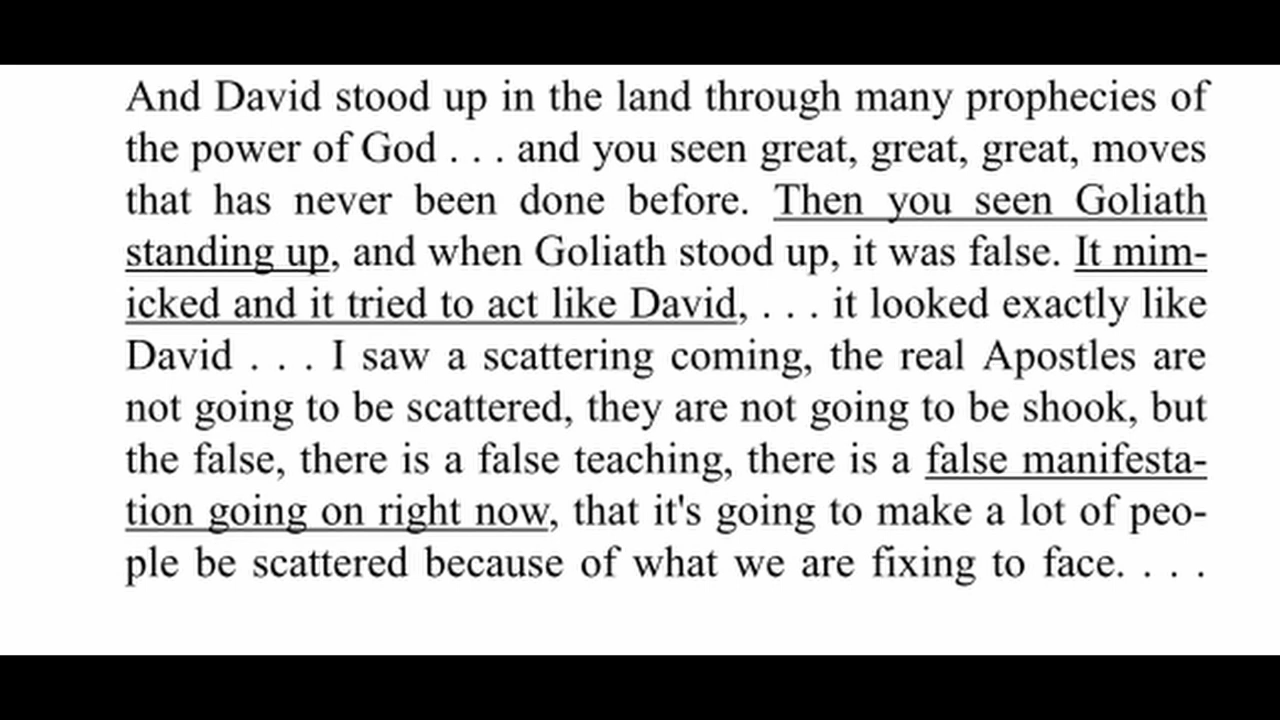 And David stood up in the land through many prophecies of
the power of God . . . and you seen great, great, great, moves
that has never been done before. Then you seen Goliath
standing up, and when Goliath stood up, it was false. It mim-
icked and it tried to act like David, . . . it looked exactly like
David . . . I saw a scattering coming, the real Apostles are
not going to be scattered, they are not going to be shook, but
the false, there is a false teaching, there is a false manifesta-
tion going on right now, that it's going to make a lot of peo-
ple be scattered because of what we are fixing to face. . . .